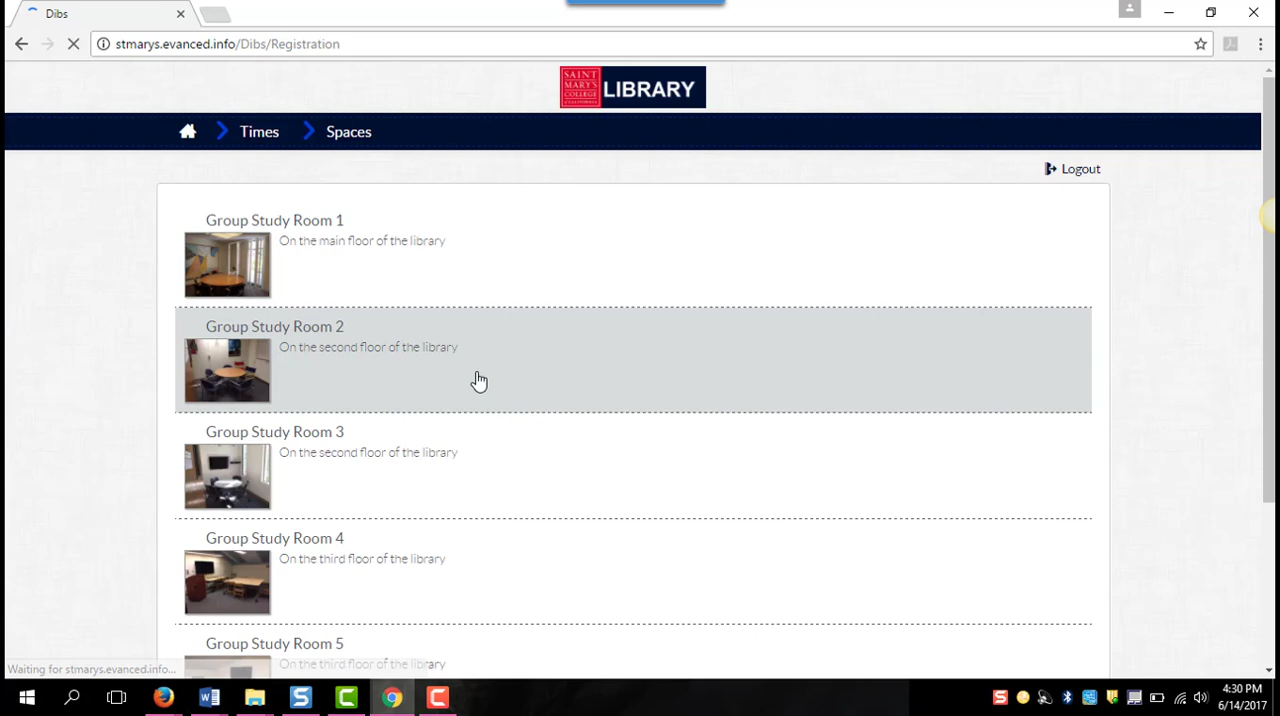 Dibs
stmarys.evanced.info/Dibs/Registration
SAINT
MARY'S
COLLEGE
CALIFORNIA
LIBRARY
Times
Spaces
Logout
Group Study Room 1
On the main floor of the library
Group Study Room 2
On the second floor of the library
Group Study Room 3
On the second floor of the library
Group Study Room 4
On the third floor of the library
Group Study Room 5
On the third floor of the library
Waiting for stmarys.evanced.info...
4:30 PM
6/14/2017